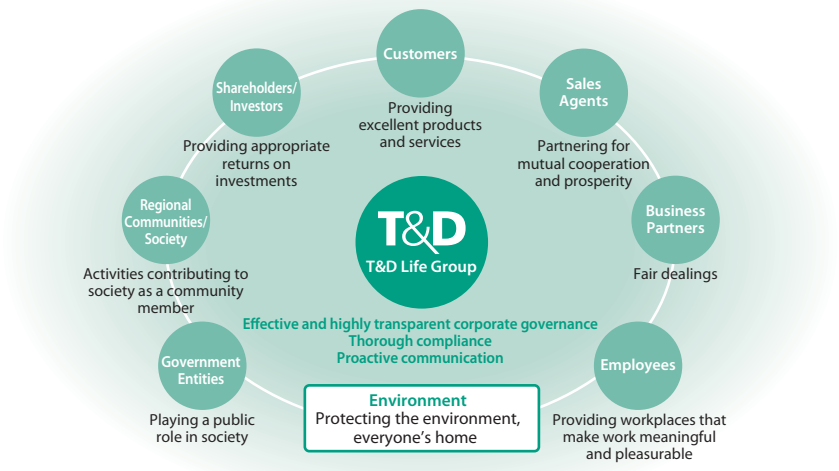 Customers
Providing
excellent products
and services
Shareholders/
Investors
Providing appropriate
returns on
investments
Sales
Agents
Partnering for
mutual cooperation
and prosperity
Regional
Communities/
Society
Activities contributing to
society as a community
member
T&D
T&D Life Group
Business
Partners
Fair dealings
Effective and highly transparent corporate governance
Thorough compliance
Proactive communication
Government
Entities
Playing a public
role in society
Environment
Protecting the environment,
everyone’s home
Employees
Providing workplaces that
make work meaningful
and pleasurable